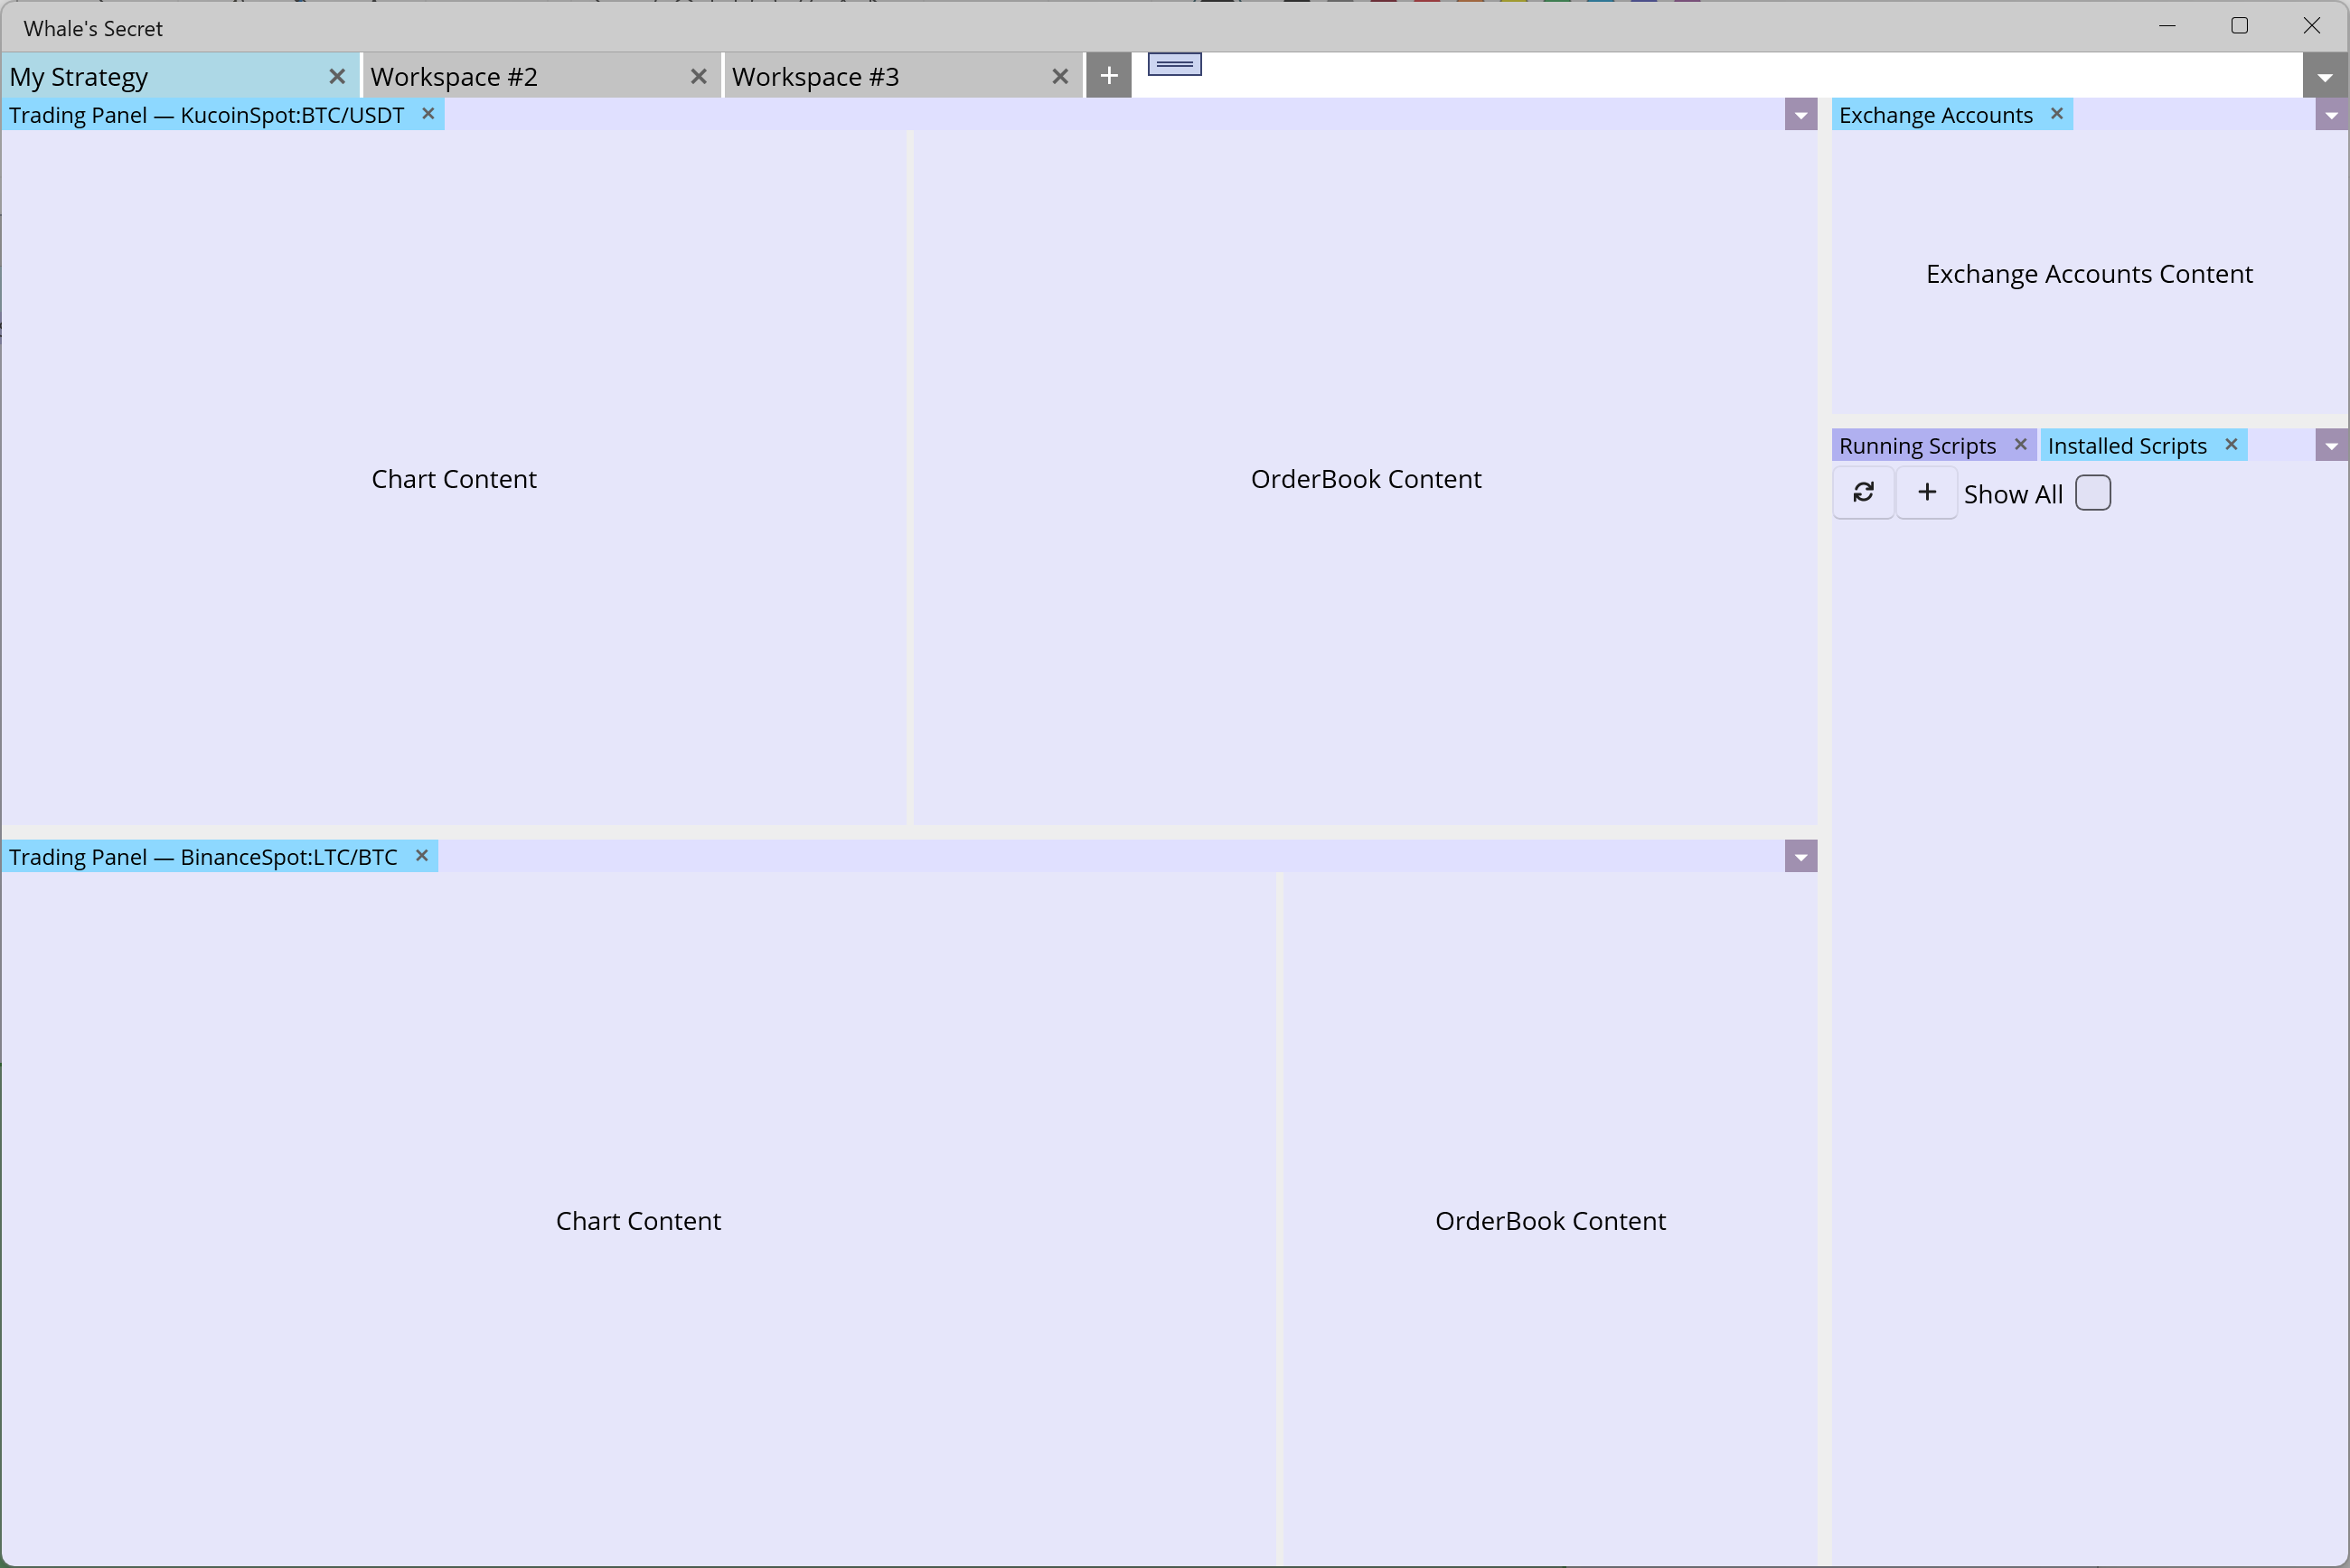 Whale's Secret
My Strategy
Workspace #2
Workspace #3
Trading Panel — KucoinSpot:BTC/USDT
Exchange Accounts
Chart Content
OrderBook Content
Exchange Accounts Content
Running Scripts
Installed Scripts
Show All
Trading Panel — BinanceSpot:LTC/BTC
Chart Content
OrderBook Content